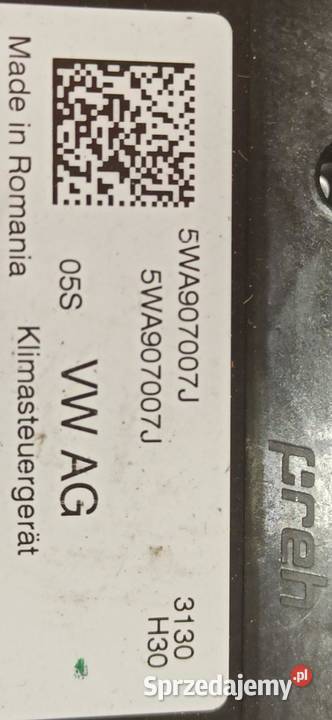 5WA907007J
5WA907007J
3130
H30
05S VW AG
Klimasteuergerät
Made in Romania
preh
Sprzedajemy.pl